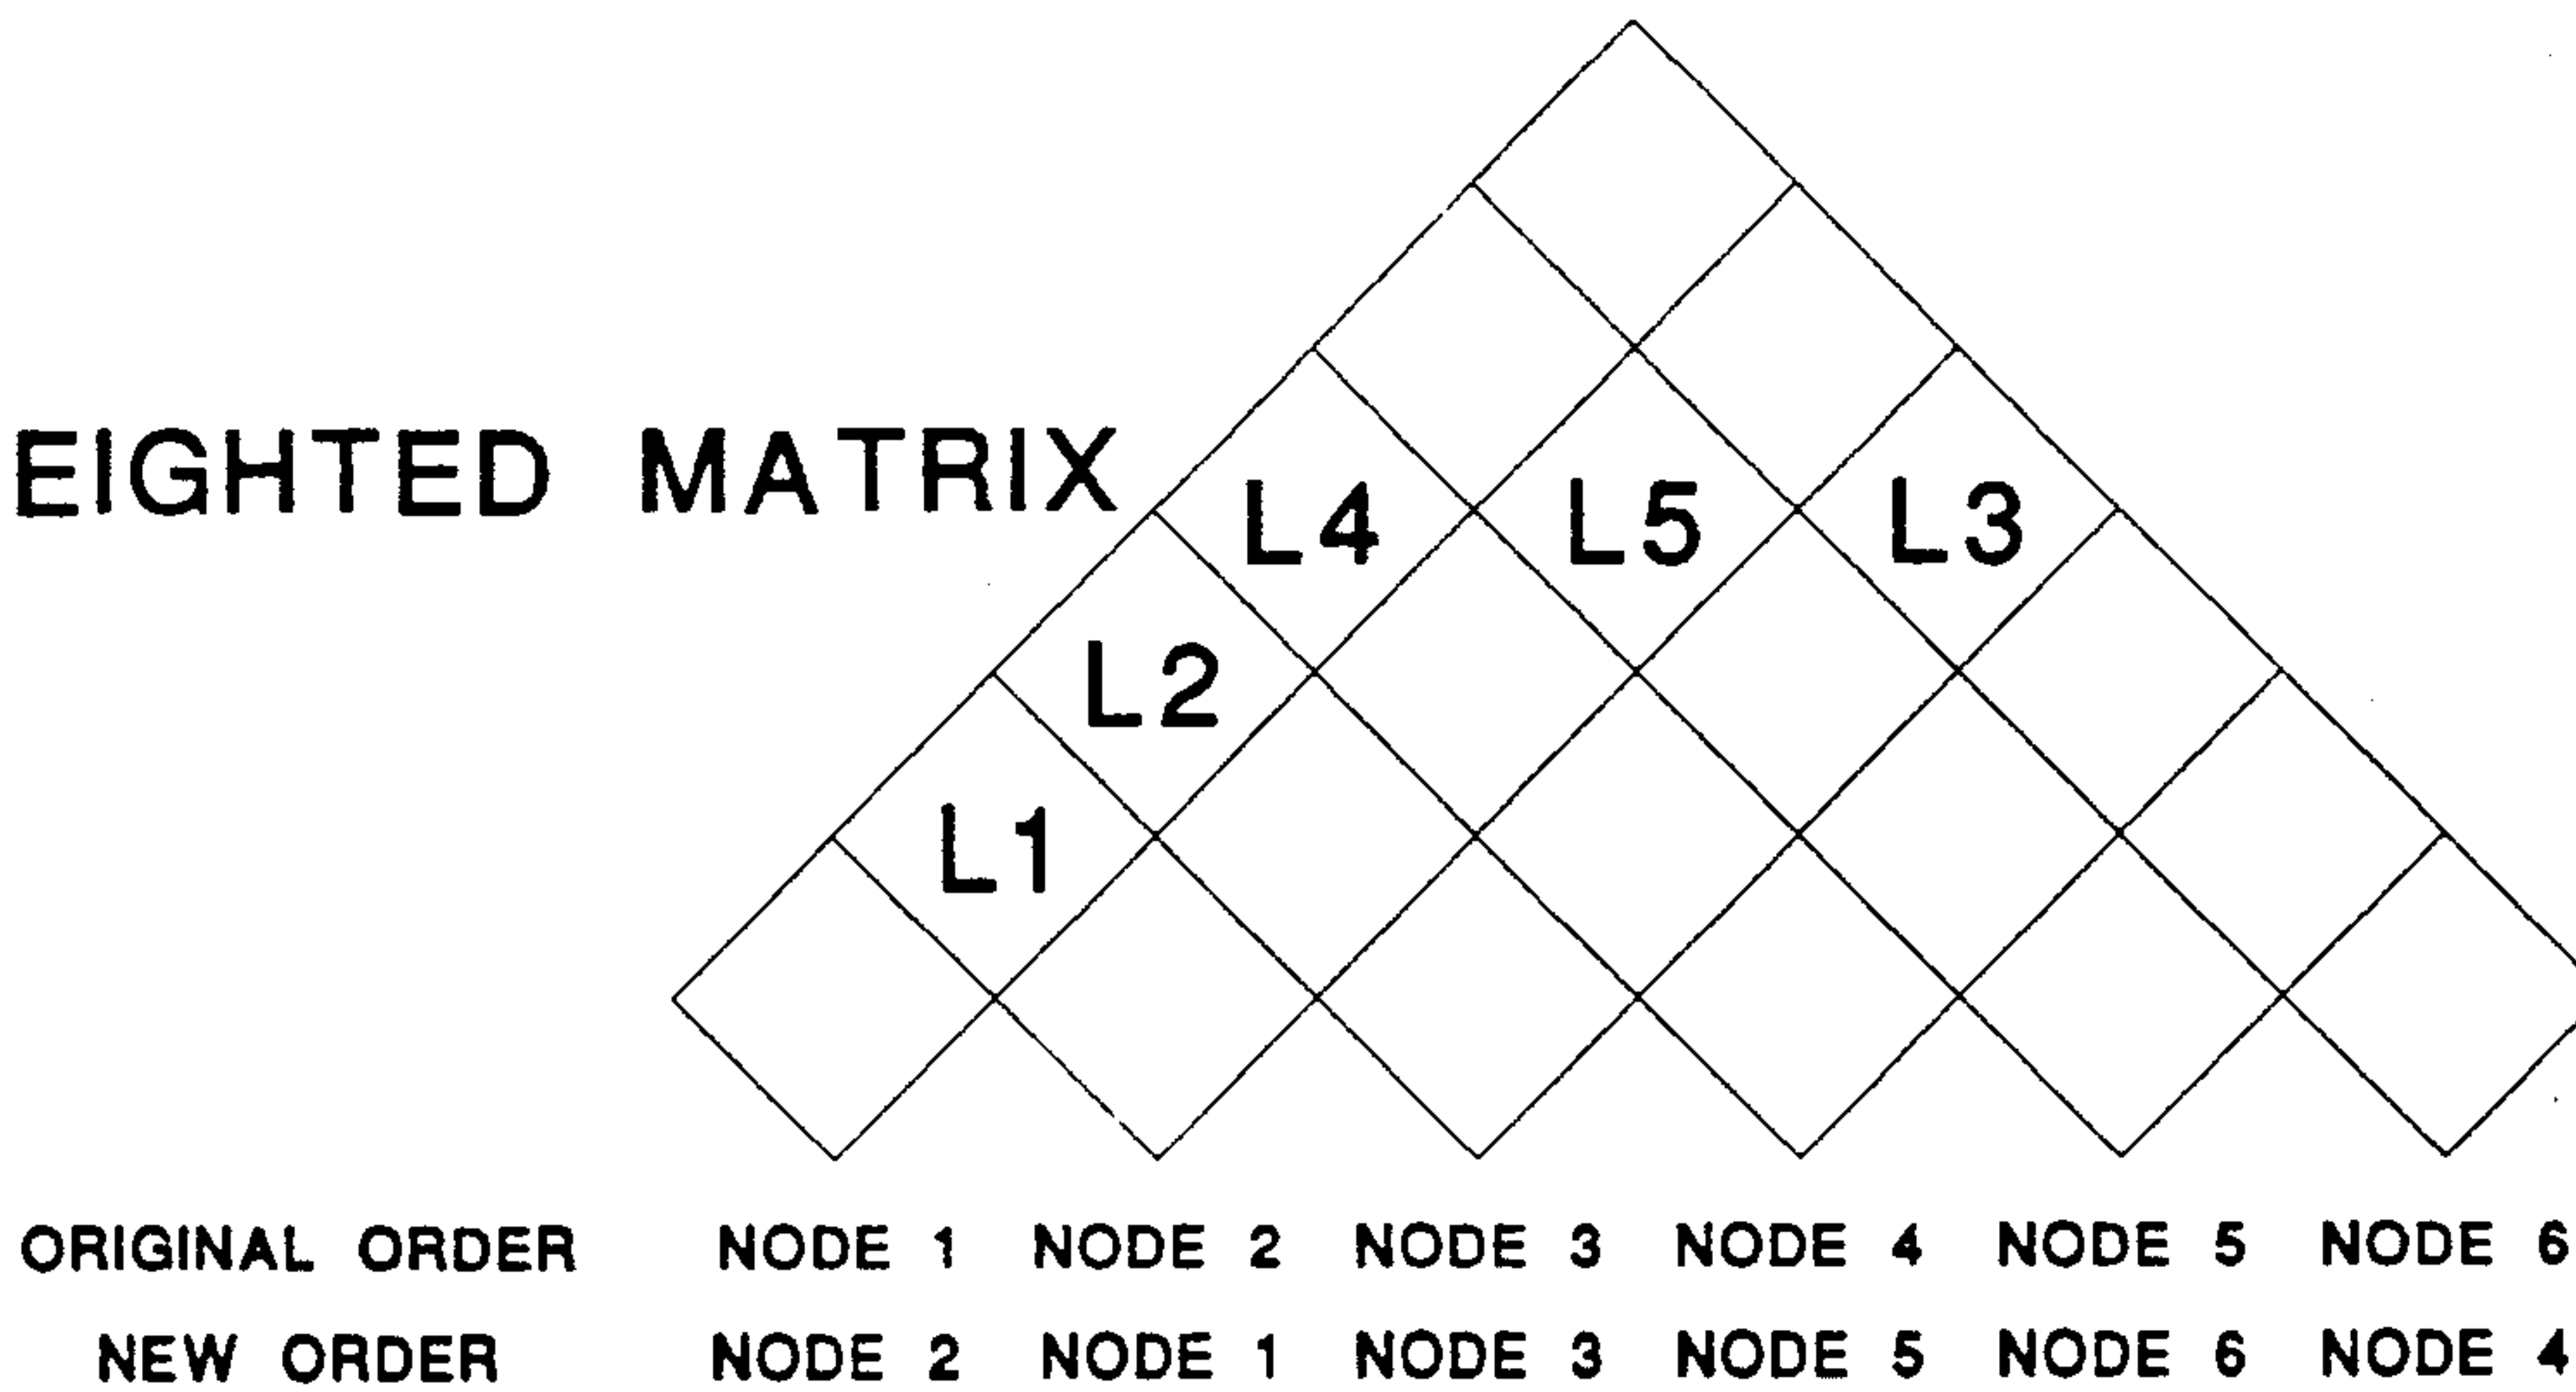 EIGHTED MATRIX
L4 L5 L3
L2
L1
ORIGINAL ORDER NODE 1 NODE 2 NODE 3 NODE 4 NODE 5 NODE 6
NEW ORDER NODE 2 NODE 1 NODE 3 NODE 5 NODE 6 NODE 4